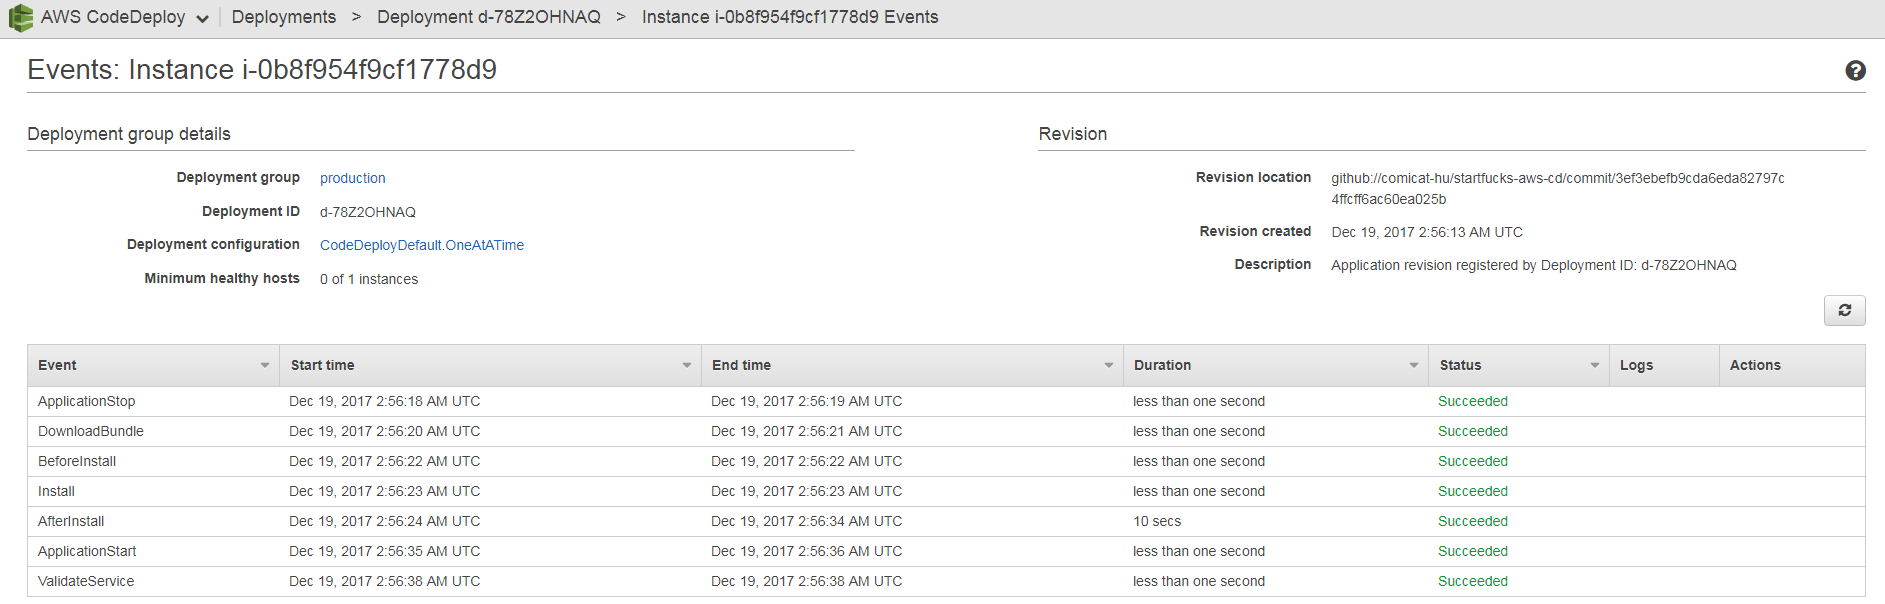 AWS CodeDeploy Deployments > Deployment d-78Z2OHNAQ > Instance i-0b8f954f9cf1778d9 Events
Events: Instance i-0b8f954f9cf1778d9
Deployment group details
Deployment group production
Deployment ID d-78Z2OHNAQ
Deployment configuration CodeDeployDefault.OneAtATime
Minimum healthy hosts 0 of 1 instances
Revision
Revision location github://comicat-hu/startfucks-aws-cd/commit/3ef3ebefb9cda6eda82797c
4ffcff6ac60ea025b
Revision created Dec 19, 2017 2:56:13 AM UTC
Description Application revision registered by Deployment ID: d-78Z2OHNAQ
Event Start time End time Duration Status Logs Actions
ApplicationStop Dec 19, 2017 2:56:18 AM UTC Dec 19, 2017 2:56:19 AM UTC less than one second Succeeded
DownloadBundle Dec 19, 2017 2:56:20 AM UTC Dec 19, 2017 2:56:21 AM UTC less than one second Succeeded
BeforeInstall Dec 19, 2017 2:56:22 AM UTC Dec 19, 2017 2:56:22 AM UTC less than one second Succeeded
Install Dec 19, 2017 2:56:23 AM UTC Dec 19, 2017 2:56:23 AM UTC less than one second Succeeded
AfterInstall Dec 19, 2017 2:56:24 AM UTC Dec 19, 2017 2:56:34 AM UTC 10 secs Succeeded
ApplicationStart Dec 19, 2017 2:56:35 AM UTC Dec 19, 2017 2:56:36 AM UTC less than one second Succeeded
ValidateService Dec 19, 2017 2:56:38 AM UTC Dec 19, 2017 2:56:38 AM UTC less than one second Succeeded